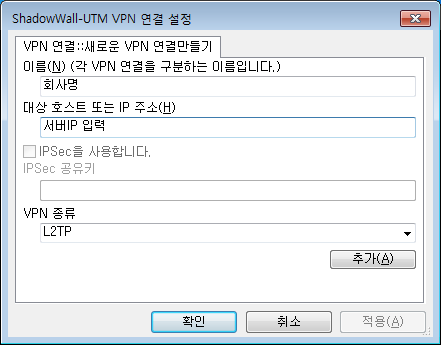 ShadowWall-UTM VPN 연결 설정
VPN 연결::새로운 VPN 연결만들기
이름(N) (각 VPN 연결을 구분하는 이름입니다.)
회사명
대상 호스트 또는 IP 주소(H)
서버IP 입력
IPSec을 사용합니다.
IPSec 공유키
VPN 종류
L2TP
추가(A)
확인 취소 적용(A)